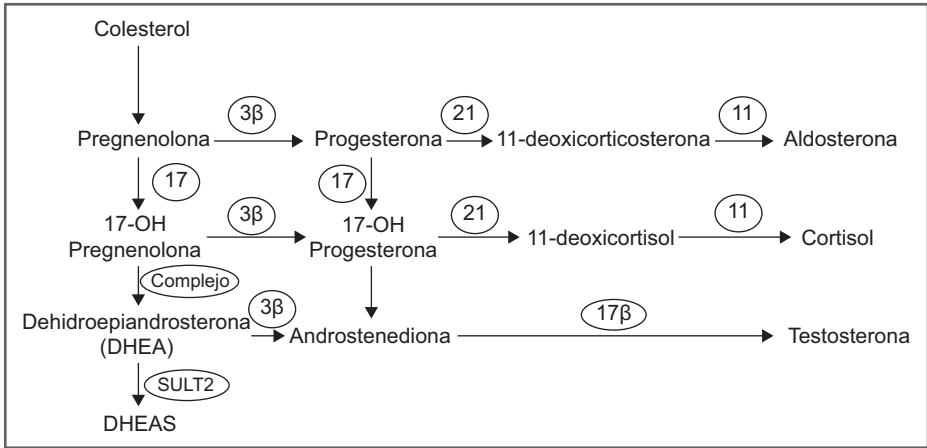 Colesterol
3β 21 11
Pregnenolona Progesterona 11-deoxicorticosterona Aldosterona
17 17
17-OH 3β 17-OH 21 11
Pregnenolona Progesterona 11-deoxicortisol Cortisol
Complejo
3β 17β
Dehidroepiandrosterona Androstenediona Testosterona
(DHEA)
SULT2
DHEAS